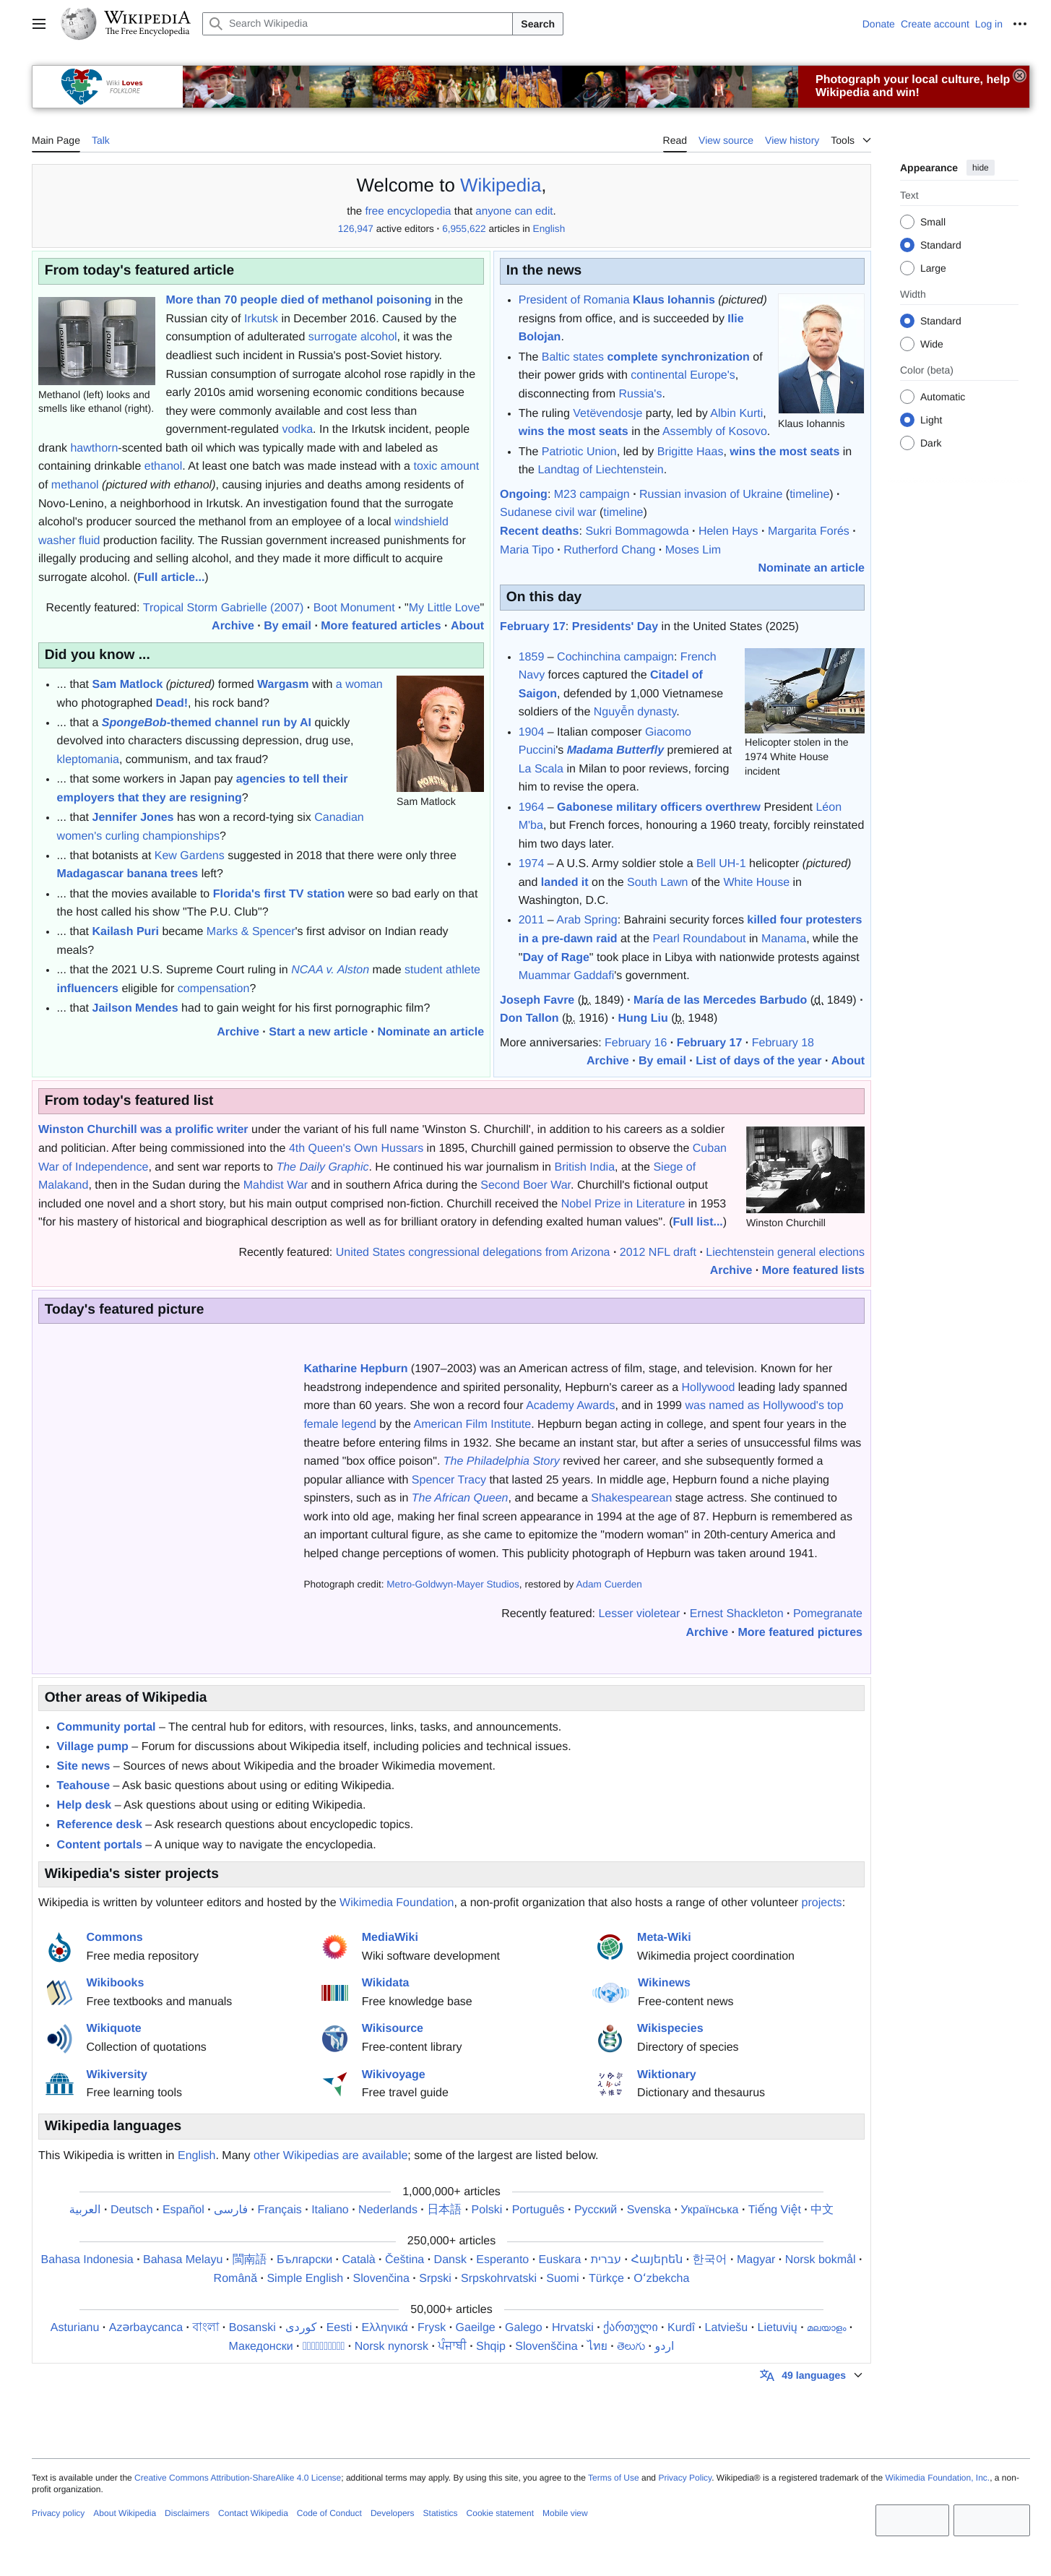 WIKIPEDIA
The Free Encyclopedia
Search Wikipedia
Search
Donate Create account Log in
Wiki Loves
FOLKLORE
Photograph your local culture, help
Wikipedia and win!
Main Page Talk
Read View source View history Tools
Appearance hide
Text
Small
Standard
Large
Width
Standard
Wide
Color (beta)
Automatic
Light
Dark
Welcome to Wikipedia,
the free encyclopedia that anyone can edit.
126,947 active editors · 6,955,622 articles in English
From today's featured article
Methanol
Ethanol
Methanol (left) looks and
smells like ethanol (right).
More than 70 people died of methanol poisoning in the
Russian city of Irkutsk in December 2016. Caused by the
consumption of adulterated surrogate alcohol, it was the
deadliest such incident in Russia's post-Soviet history.
Russian consumption of surrogate alcohol rose rapidly in the
early 2010s amid worsening economic conditions because
they were commonly available and cost less than
government-regulated vodka. In the Irkutsk incident, people
drank hawthorn-scented bath oil which was typically made with and labeled as
containing drinkable ethanol. At least one batch was made instead with a toxic amount
of methanol (pictured with ethanol), causing injuries and deaths among residents of
Novo-Lenino, a neighborhood in Irkutsk. An investigation found that the surrogate
alcohol's producer sourced the methanol from an employee of a local windshield
washer fluid production facility. The Russian government increased punishments for
illegally producing and selling alcohol, and they made it more difficult to acquire
surrogate alcohol. (Full article...)
Recently featured: Tropical Storm Gabrielle (2007) · Boot Monument · "My Little Love"
Archive · By email · More featured articles · About
Did you know ...
... that Sam Matlock (pictured) formed Wargasm with a woman
who photographed Dead!, his rock band?
... that a SpongeBob-themed channel run by AI quickly
devolved into characters discussing depression, drug use,
kleptomania, communism, and tax fraud?
... that some workers in Japan pay agencies to tell their
employers that they are resigning?
... that Jennifer Jones has won a record-tying six Canadian
women's curling championships?
... that botanists at Kew Gardens suggested in 2018 that there were only three
Madagascar banana trees left?
... that the movies available to Florida's first TV station were so bad early on that
the host called his show "The P.U. Club"?
... that Kailash Puri became Marks & Spencer's first advisor on Indian ready
meals?
... that the 2021 U.S. Supreme Court ruling in NCAA v. Alston made student athlete
influencers eligible for compensation?
... that Jailson Mendes had to gain weight for his first pornographic film?
Sam Matlock
Archive · Start a new article · Nominate an article
In the news
President of Romania Klaus Iohannis (pictured)
resigns from office, and is succeeded by Ilie
Bolojan.
The Baltic states complete synchronization of
their power grids with continental Europe's,
disconnecting from Russia's.
The ruling Vetëvendosje party, led by Albin Kurti,
wins the most seats in the Assembly of Kosovo.
The Patriotic Union, led by Brigitte Haas, wins the most seats in
the Landtag of Liechtenstein.
Klaus Iohannis
Ongoing: M23 campaign · Russian invasion of Ukraine (timeline) ·
Sudanese civil war (timeline)
Recent deaths: Sukri Bommagowda · Helen Hays · Margarita Forés ·
Maria Tipo · Rutherford Chang · Moses Lim
Nominate an article
On this day
February 17: Presidents' Day in the United States (2025)
1859 – Cochinchina campaign: French
Navy forces captured the Citadel of
Saigon, defended by 1,000 Vietnamese
soldiers of the Nguyễn dynasty.
1904 – Italian composer Giacomo
Puccini's Madama Butterfly premiered at
La Scala in Milan to poor reviews, forcing
him to revise the opera.
1964 – Gabonese military officers overthrew President Léon
M'ba, but French forces, honouring a 1960 treaty, forcibly reinstated
him two days later.
1974 – A U.S. Army soldier stole a Bell UH-1 helicopter (pictured)
and landed it on the South Lawn of the White House in
Washington, D.C.
2011 – Arab Spring: Bahraini security forces killed four protesters
in a pre-dawn raid at the Pearl Roundabout in Manama, while the
"Day of Rage" took place in Libya with nationwide protests against
Muammar Gaddafi's government.
Helicopter stolen in the
1974 White House
incident
Joseph Favre (b. 1849) · María de las Mercedes Barbudo (d. 1849) ·
Don Tallon (b. 1916) · Hung Liu (b. 1948)
More anniversaries: February 16 · February 17 · February 18
Archive · By email · List of days of the year · About
From today's featured list
Winston Churchill was a prolific writer under the variant of his full name 'Winston S. Churchill', in addition to his careers as a soldier
and politician. After being commissioned into the 4th Queen's Own Hussars in 1895, Churchill gained permission to observe the Cuban
War of Independence, and sent war reports to The Daily Graphic. He continued his war journalism in British India, at the Siege of
Malakand, then in the Sudan during the Mahdist War and in southern Africa during the Second Boer War. Churchill's fictional output
included one novel and a short story, but his main output comprised non-fiction. Churchill received the Nobel Prize in Literature in 1953
"for his mastery of historical and biographical description as well as for brilliant oratory in defending exalted human values". (Full list...)
Winston Churchill
Recently featured: United States congressional delegations from Arizona · 2012 NFL draft · Liechtenstein general elections
Archive · More featured lists
Today's featured picture
Katharine Hepburn (1907–2003) was an American actress of film, stage, and television. Known for her
headstrong independence and spirited personality, Hepburn's career as a Hollywood leading lady spanned
more than 60 years. She won a record four Academy Awards, and in 1999 was named as Hollywood's top
female legend by the American Film Institute. Hepburn began acting in college, and spent four years in the
theatre before entering films in 1932. She became an instant star, but after a series of unsuccessful films was
named "box office poison". The Philadelphia Story revived her career, and she subsequently formed a
popular alliance with Spencer Tracy that lasted 25 years. In middle age, Hepburn found a niche playing
spinsters, such as in The African Queen, and became a Shakespearean stage actress. She continued to
work into old age, making her final screen appearance in 1994 at the age of 87. Hepburn is remembered as
an important cultural figure, as she came to epitomize the "modern woman" in 20th-century America and
helped change perceptions of women. This publicity photograph of Hepburn was taken around 1941.
Photograph credit: Metro-Goldwyn-Mayer Studios, restored by Adam Cuerden
Recently featured: Lesser violetear · Ernest Shackleton · Pomegranate
Archive · More featured pictures
Other areas of Wikipedia
Community portal – The central hub for editors, with resources, links, tasks, and announcements.
Village pump – Forum for discussions about Wikipedia itself, including policies and technical issues.
Site news – Sources of news about Wikipedia and the broader Wikimedia movement.
Teahouse – Ask basic questions about using or editing Wikipedia.
Help desk – Ask questions about using or editing Wikipedia.
Reference desk – Ask research questions about encyclopedic topics.
Content portals – A unique way to navigate the encyclopedia.
Wikipedia's sister projects
Wikipedia is written by volunteer editors and hosted by the Wikimedia Foundation, a non-profit organization that also hosts a range of other volunteer projects:
Commons
Free media repository
MediaWiki
Wiki software development
Meta-Wiki
Wikimedia project coordination
Wikibooks
Free textbooks and manuals
Wikidata
Free knowledge base
Wikinews
Free-content news
Wikiquote
Collection of quotations
Wikisource
Free-content library
Wikispecies
Directory of species
Wikiversity
Free learning tools
Wikivoyage
Free travel guide
Wiktionary
Dictionary and thesaurus
Wikipedia languages
This Wikipedia is written in English. Many other Wikipedias are available; some of the largest are listed below.
1,000,000+ articles
العربية · Deutsch · Español · فارسی · Français · Italiano · Nederlands · 日本語 · Polski · Português · Русский · Svenska · Українська · Tiếng Việt · 中文
250,000+ articles
Bahasa Indonesia · Bahasa Melayu · 閩南語 · Български · Català · Čeština · Dansk · Esperanto · Euskara · עברית · Հայերեն · 한국어 · Magyar · Norsk bokmål ·
Română · Simple English · Slovenčina · Srpski · Srpskohrvatski · Suomi · Türkçe · Oʻzbekcha
50,000+ articles
Asturianu · Azərbaycanca · বাংলা · Bosanski · کوردی · Eesti · Ελληνικά · Frysk · Gaeilge · Galego · Hrvatski · ქართული · Kurdî · Latviešu · Lietuvių · മലയാളം ·
Македонски · Norsk nynorsk · ਪੰਜਾਬੀ · Shqip · Slovenščina · ไทย · తెలుగు · اردو
49 languages
Text is available under the Creative Commons Attribution-ShareAlike 4.0 License; additional terms may apply. By using this site, you agree to the Terms of Use and Privacy Policy. Wikipedia® is a registered trademark of the Wikimedia Foundation, Inc., a non-
profit organization.
Privacy policy About Wikipedia Disclaimers Contact Wikipedia Code of Conduct Developers Statistics Cookie statement Mobile view